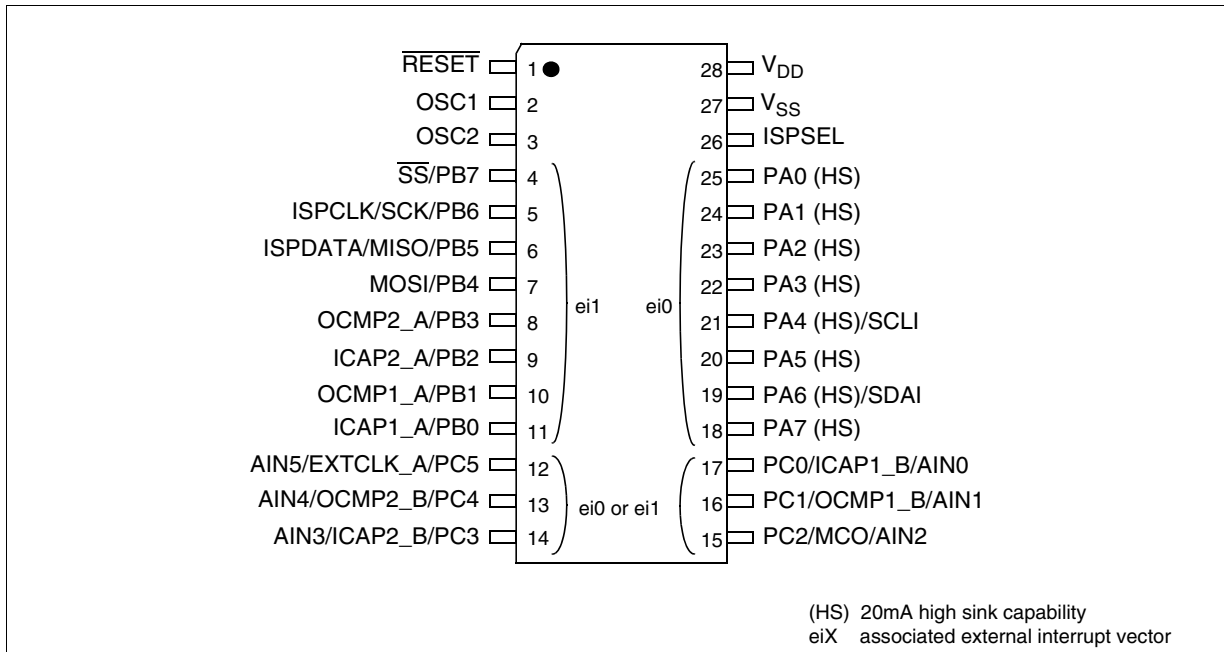 RESET 1 28 VDD
OSC1 2 27 VSS
OSC2 3 26 ISPSEL
SS/PB7 4 25 PA0 (HS)
ISPCLK/SCK/PB6 5 24 PA1 (HS)
ISPDATA/MISO/PB5 6 23 PA2 (HS)
MOSI/PB4 7 22 PA3 (HS)
ei1 ei0
OCMP2_A/PB3 8 21 PA4 (HS)/SCLI
ICAP2_A/PB2 9 20 PA5 (HS)
OCMP1_A/PB1 10 19 PA6 (HS)/SDAI
ICAP1_A/PB0 11 18 PA7 (HS)
AIN5/EXTCLK_A/PC5 12 17 PC0/ICAP1_B/AIN0
AIN4/OCMP2_B/PC4 13 ei0 or ei1 16 PC1/OCMP1_B/AIN1
AIN3/ICAP2_B/PC3 14 15 PC2/MCO/AIN2
(HS) 20mA high sink capability
eiX associated external interrupt vector